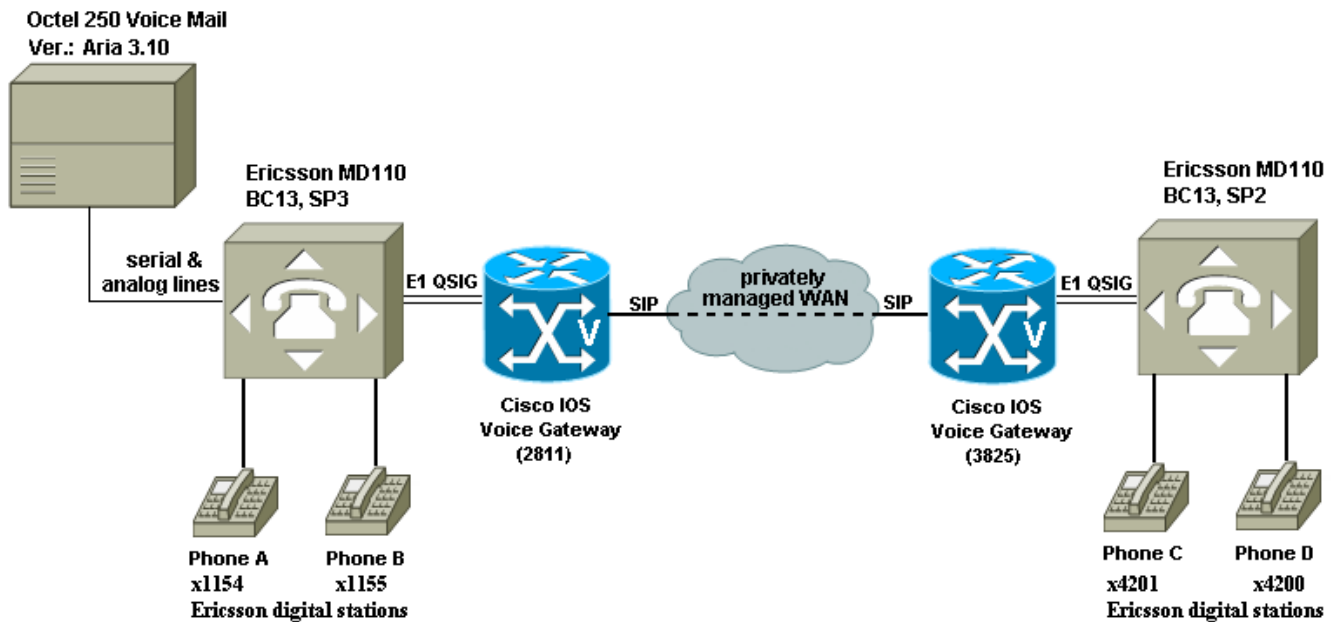 Octel 250 Voice Mail
Ver.: Aria 3.10
Ericsson MD110
BC13, SP3
Ericsson MD110
BC13, SP2
serial &
analog lines
E1 QSIG
V
SIP
privately
managed WAN
SIP
V
E1 QSIG
Cisco IOS
Voice Gateway
(2811)
Cisco IOS
Voice Gateway
(3825)
Phone A
x1154
Phone B
x1155
Ericsson digital stations
Phone C
x4201
Phone D
x4200
Ericsson digital stations